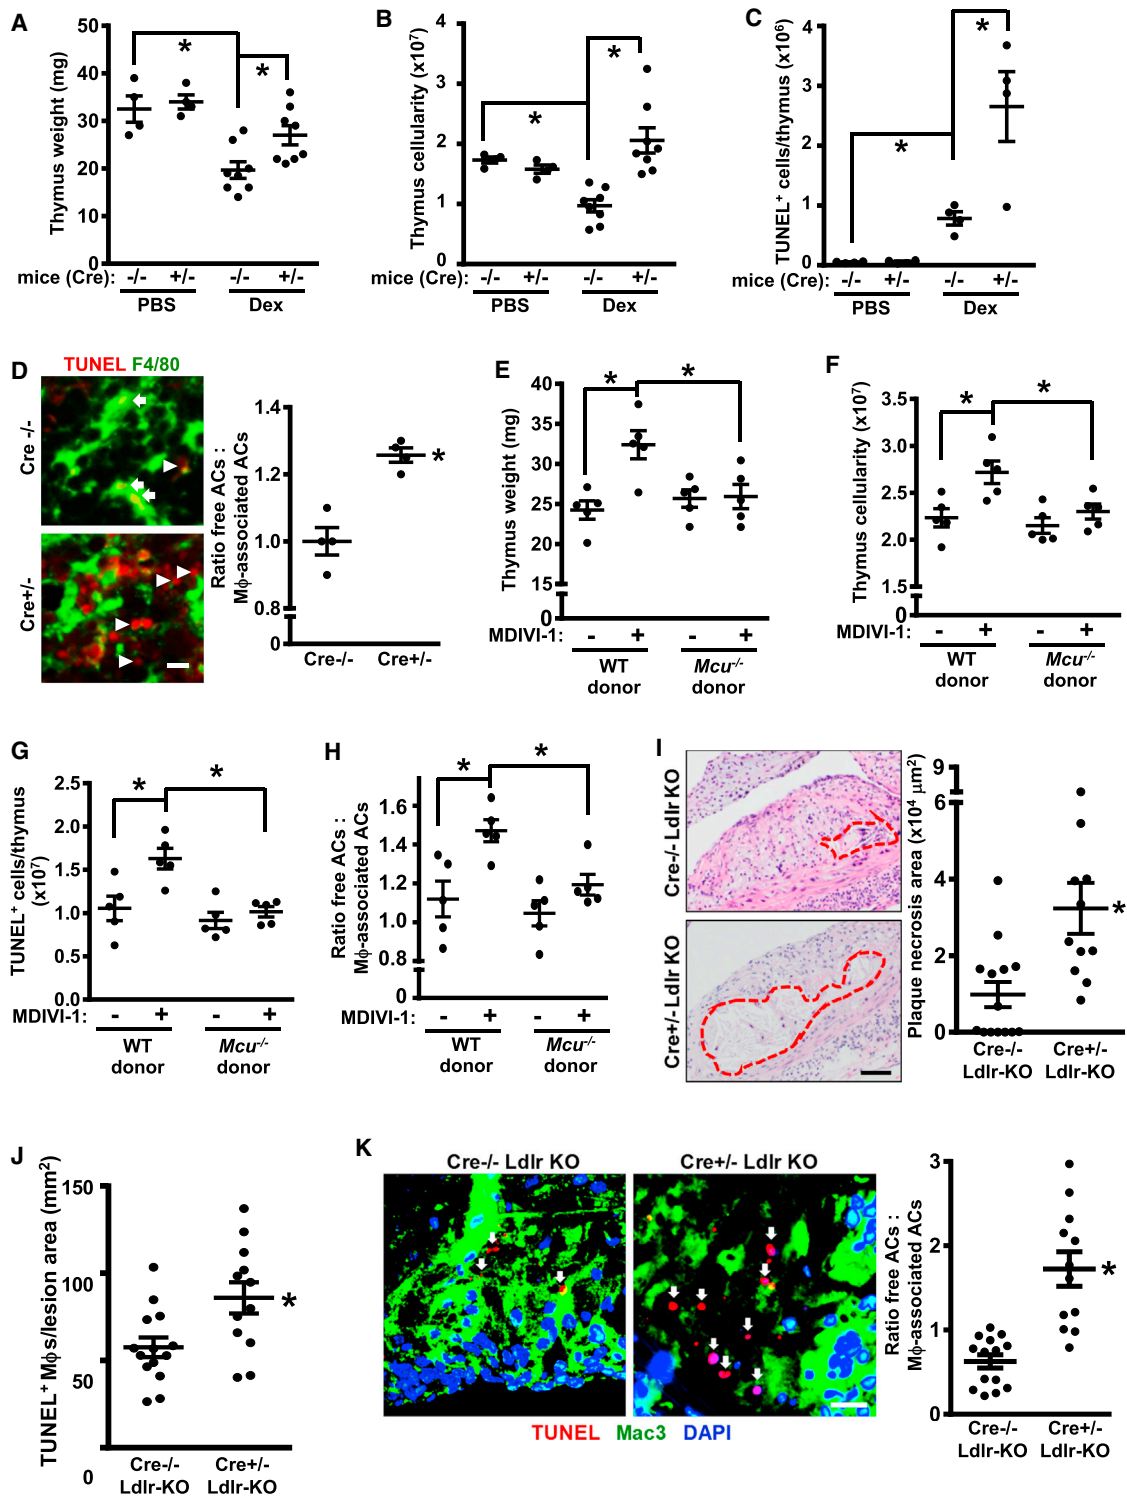 A
Thymus weight (mg)
50
40
30
20
10
0
mice (Cre): -/- +/- -/- +/-
PBS Dex
* *
B
Thymus cellularity (x10⁷)
4
3
2
1
0
mice (Cre): -/- +/- -/- +/-
PBS Dex
* *
C
TUNEL⁺ cells/thymus (x10⁶)
4
3
2
1
0
mice (Cre): -/- +/- -/- +/-
PBS Dex
* *
D
TUNEL F4/80
Cre -/-
Cre+/-
Ratio free ACs :
Mϕ-associated ACs
1.4
1.2
1.0
0.8
0
*
Cre-/- Cre+/-
E
Thymus weight (mg)
40
35
30
25
20
15
0
* *
MDIVI-1: - + - +
WT Mcu⁻/⁻
donor donor
F
Thymus cellularity (x10⁷)
3.5
3.0
2.5
2.0
1.5
0
* *
MDIVI-1: - + - +
WT Mcu⁻/⁻
donor donor
G
TUNEL⁺ cells/thymus
(x10⁷)
2.5
2.0
1.5
1.0
0.5
0.0
* *
MDIVI-1: - + - +
WT Mcu⁻/⁻
donor donor
H
Ratio free ACs :
Mϕ-associated ACs
1.6
1.4
1.2
1.0
0.8
0
* *
MDIVI-1: - + - +
WT Mcu⁻/⁻
donor donor
I
Cre-/- Ldlr KO
Cre+/- Ldlr KO
Plaque necrosis area (x10⁴ μm²)
9
6
4
2
0
*
Cre-/- Cre+/-
Ldlr-KO Ldlr-KO
J
TUNEL⁺ Mϕs/lesion area (mm²)
150
100
50
0
*
Cre-/- Cre+/-
Ldlr-KO Ldlr-KO
K
Cre-/- Ldlr KO Cre+/- Ldlr KO
TUNEL Mac3 DAPI
Ratio free ACs :
Mϕ-associated ACs
3
2
1
0
*
Cre-/- Cre+/-
Ldlr-KO Ldlr-KO